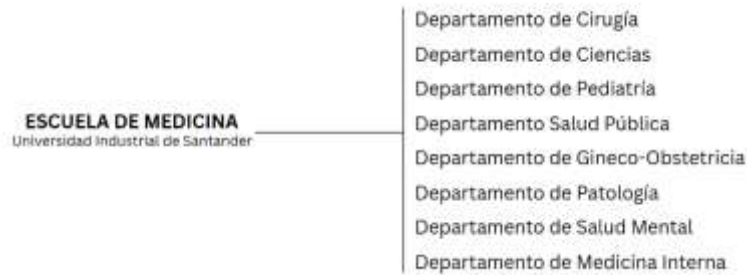 ESCUELA DE MEDICINA
Universidad Industrial de Santander
Departamento de Cirugía
Departamento de Ciencias
Departamento de Pediatría
Departamento Salud Pública
Departamento de Gineco-Obstetricia
Departamento de Patología
Departamento de Salud Mental
Departamento de Medicina Interna